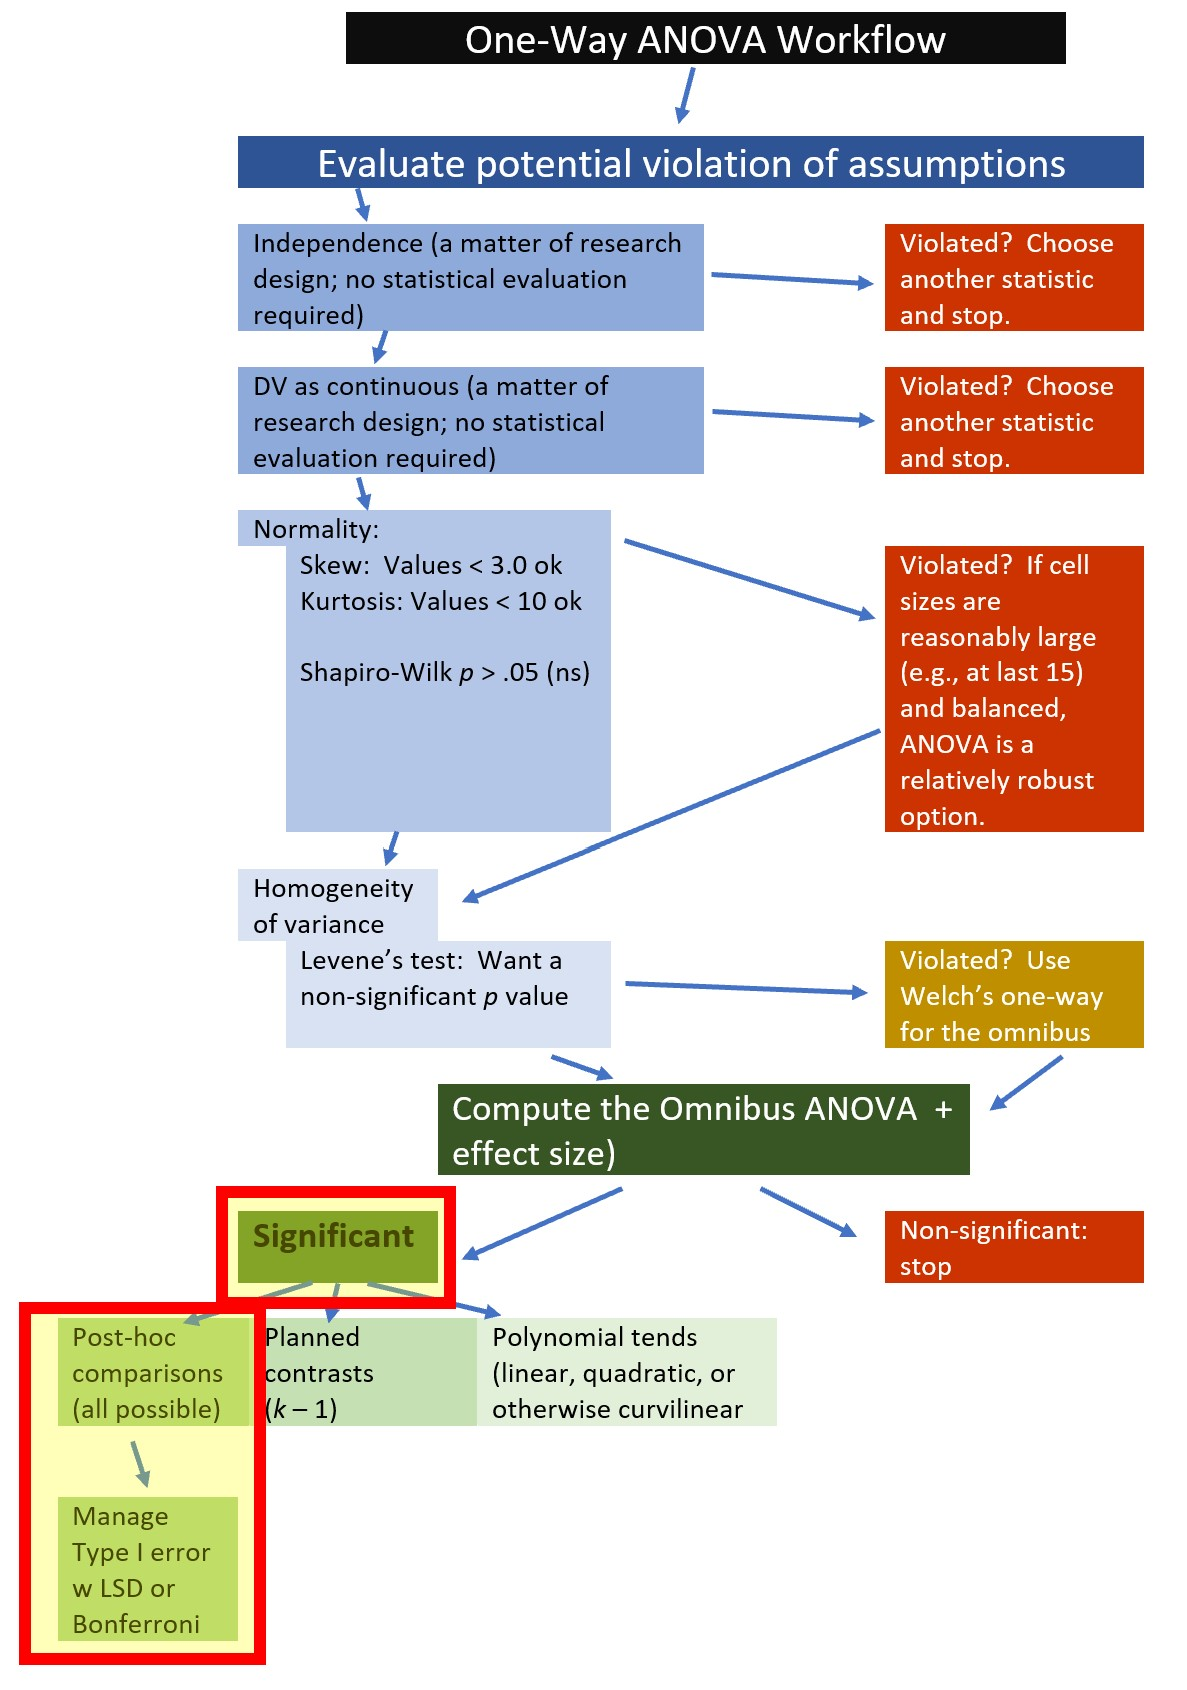 One-Way ANOVA Workflow
Evaluate potential violation of assumptions
Independence (a matter of research
design; no statistical evaluation
required)
Violated?  Choose
another statistic
and stop.
DV as continuous (a matter of
research design; no statistical
evaluation required)
Violated?  Choose
another statistic
and stop.
Normality:
Skew:  Values < 3.0 ok
Kurtosis: Values < 10 ok
Shapiro-Wilk p > .05 (ns)
Violated?  If cell
sizes are
reasonably large
(e.g., at last 15)
and balanced,
ANOVA is a
relatively robust
option.
Homogeneity
of variance
Levene’s test:  Want a
non-significant p value
Violated?  Use
Welch’s one-way
for the omnibus
Compute the Omnibus ANOVA  +
effect size)
Significant
Non-significant:
stop
Post-hoc
comparisons
(all possible)
Planned
contrasts
(k – 1)
Polynomial tends
(linear, quadratic, or
otherwise curvilinear
Manage
Type I error
w LSD or
Bonferroni